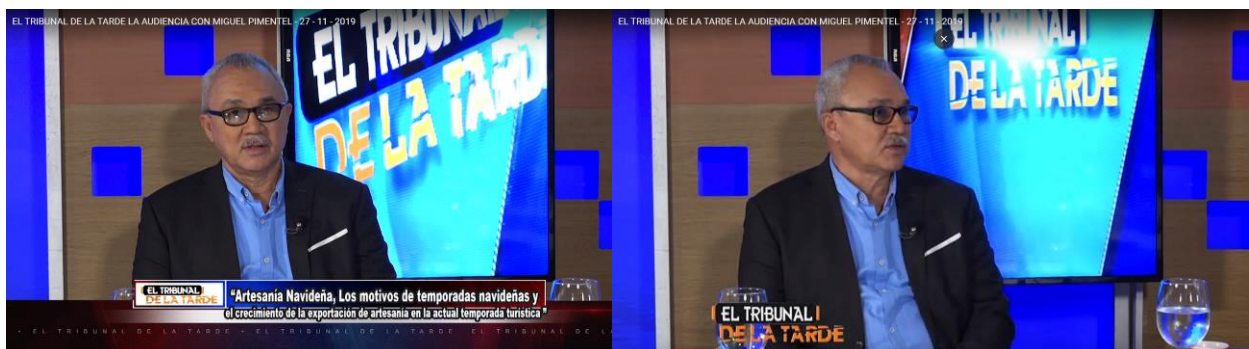 EL TRIBUNAL DE LA TARDE LA AUDIENCIA CON MIGUEL PIMENTEL - 27 - 11 - 2019
EL TRIBUNAL
DE LA TARDE
EL TRIBUNAL
DE LA TARDE
“Artesanía Navideña, Los motivos de temporadas navideñas y
el crecimiento de la exportación de artesanía en la actual temporada turística”
• EL TRIBUNAL DE LA TARDE • EL TRIBUNAL DE LA TARDE EL TRIBUNAL DE LA
EL TRIBUNAL DE LA TARDE LA AUDIENCIA CON MIGUEL PIMENTEL - 27 - 11 - 2019
EL TRIBUNAL
DE LA TARDE
EL TRIBUNAL
DE LA TARDE